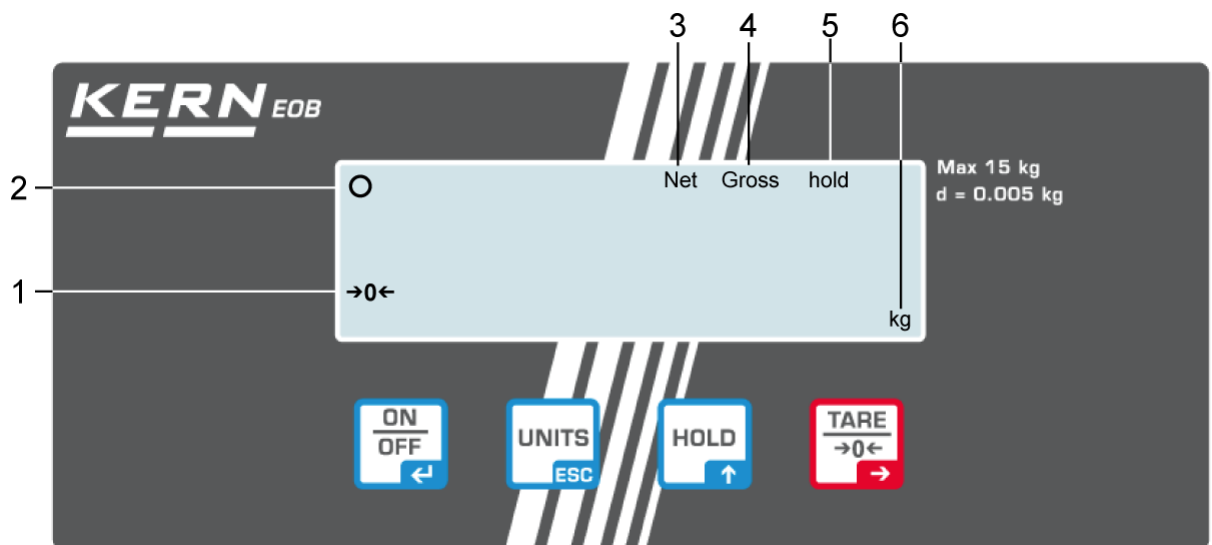 3 4 5 6
KERN EOB
Max 15 kg
d = 0.005 kg
2
Net Gross hold
1
→0←
kg
ON
OFF
↵
UNITS
ESC
HOLD
↑
TARE
→0←
→